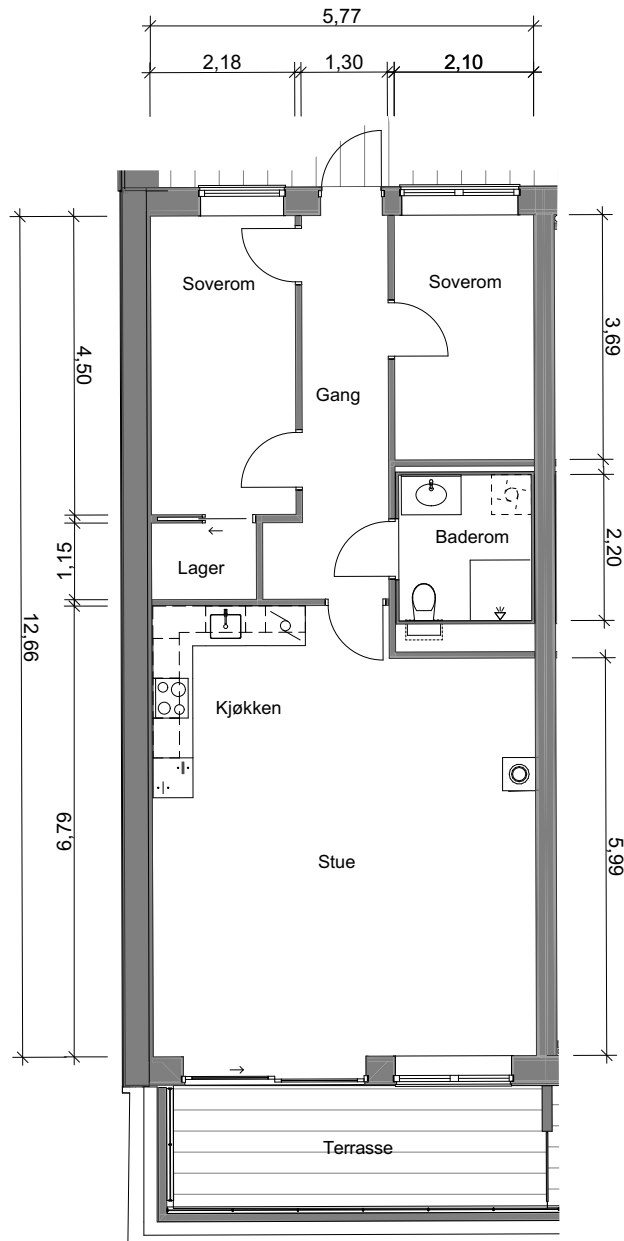 5,77
2,18
1,30
2,10
Soverom
Soverom
4,50
3,69
Gang
Baderom
2,20
1,15
Lager
12,66
Kjøkken
6,79
5,99
Stue
Terrasse